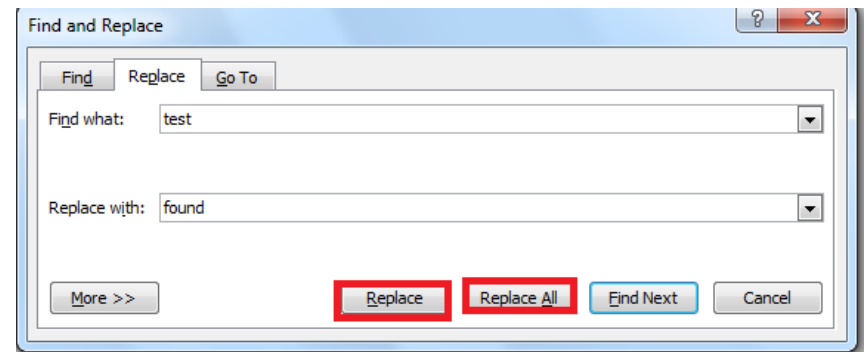 Find and Replace
Find Replace Go To
Find what: test
Replace with: found
More >> Replace Replace All Find Next Cancel